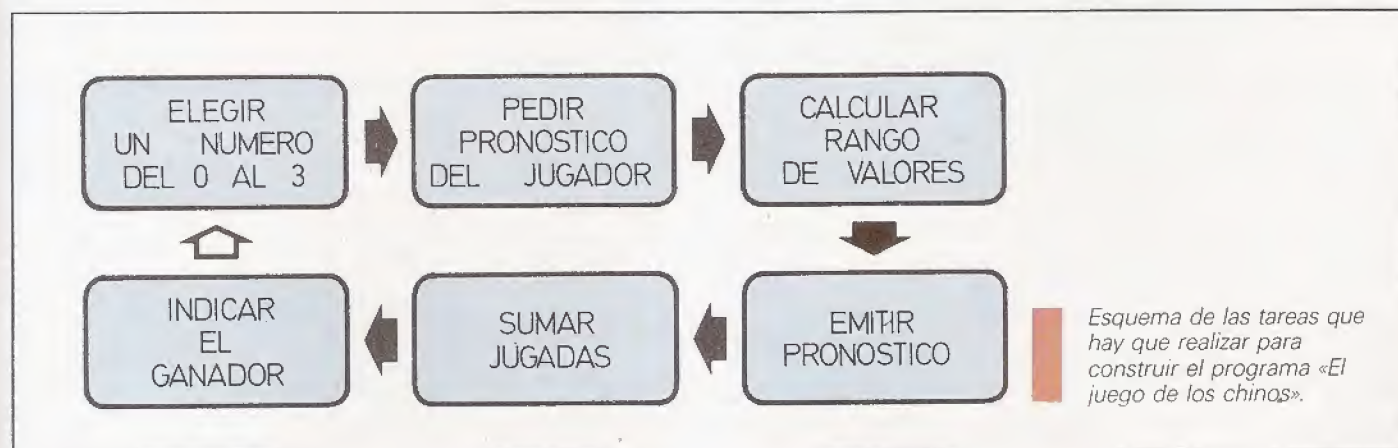 ELEGIR
UN NUMERO
DEL 0 AL 3
PEDIR
PRONOSTICO
DEL JUGADOR
CALCULAR
RANGO
DE VALORES
INDICAR
EL
GANADOR
SUMAR
JUGADAS
EMITIR
PRONOSTICO
Esquema de las tareas que
hay que realizar para
construir el programa «El
juego de los chinos».